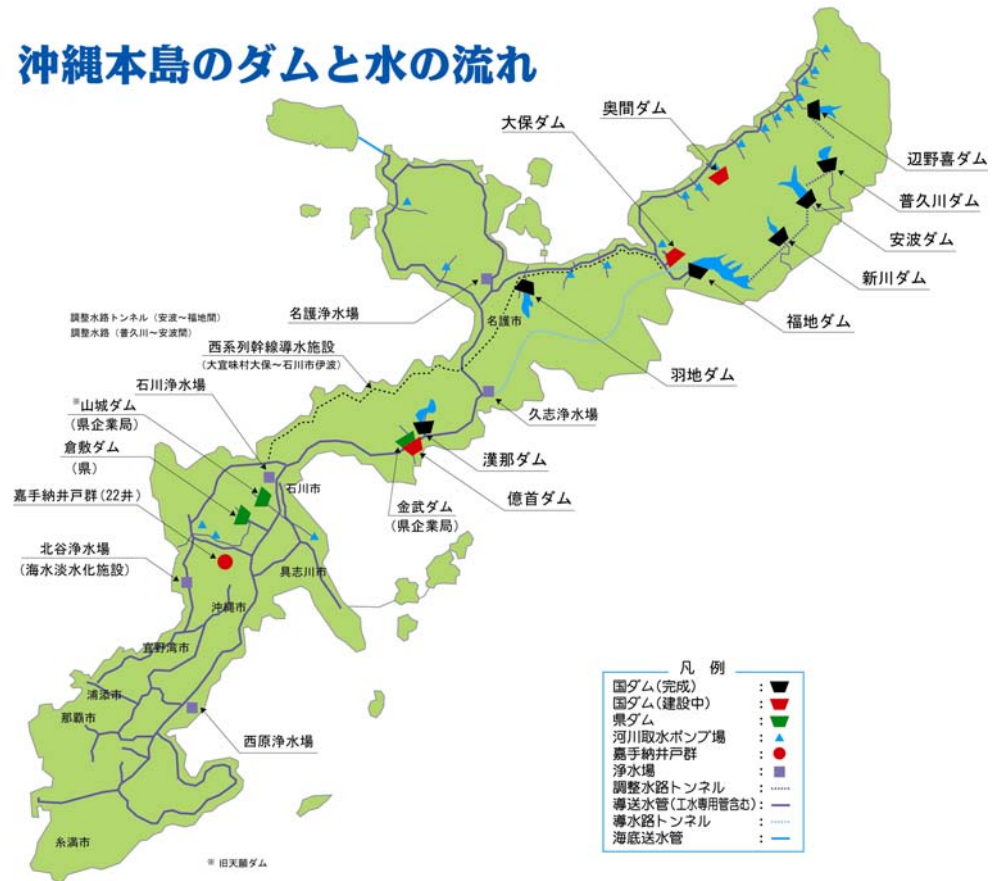 沖縄本島のダムと水の流れ
大保ダム
奥間ダム
辺野喜ダム
普久川ダム
安波ダム
新川ダム
福地ダム
羽地ダム
名護市
名護浄水場
調整水路トンネル（安波～福地間）
調整水路（普久川～安波間）
西系列幹線導水施設
（大宜味村大保～石川市伊波）
石川浄水場
※山城ダム
（県企業局）
倉敷ダム
（県）
嘉手納井戸群（22井）
北谷浄水場
（海水淡水化施設）
久志浄水場
漢那ダム
億首ダム
金武ダム
（県企業局）
石川市
具志川市
沖縄市
宜野湾市
浦添市
那覇市
西原浄水場
糸満市
※ 旧天願ダム
凡 例
国ダム（完成） ：
国ダム（建設中） ：
県ダム ：
河川取水ポンプ場 ：
嘉手納井戸群 ：
浄水場 ：
調整水路トンネル ：
導送水管（工水専用管含む）：
導水路トンネル ：
海底送水管 ：